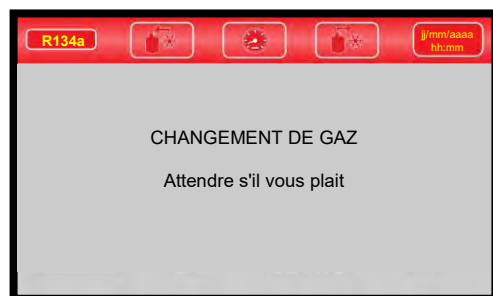 R134a
jj/mm/aaaa
hh:mm
CHANGEMENT DE GAZ
Attendre s'il vous plait